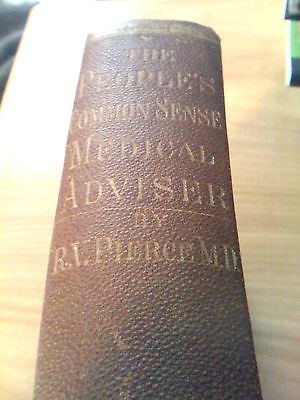 THE
PEOPLE'S
COMMON SENSE
MEDICAL
ADVISER
BY
R.V. PIERCE M.D.